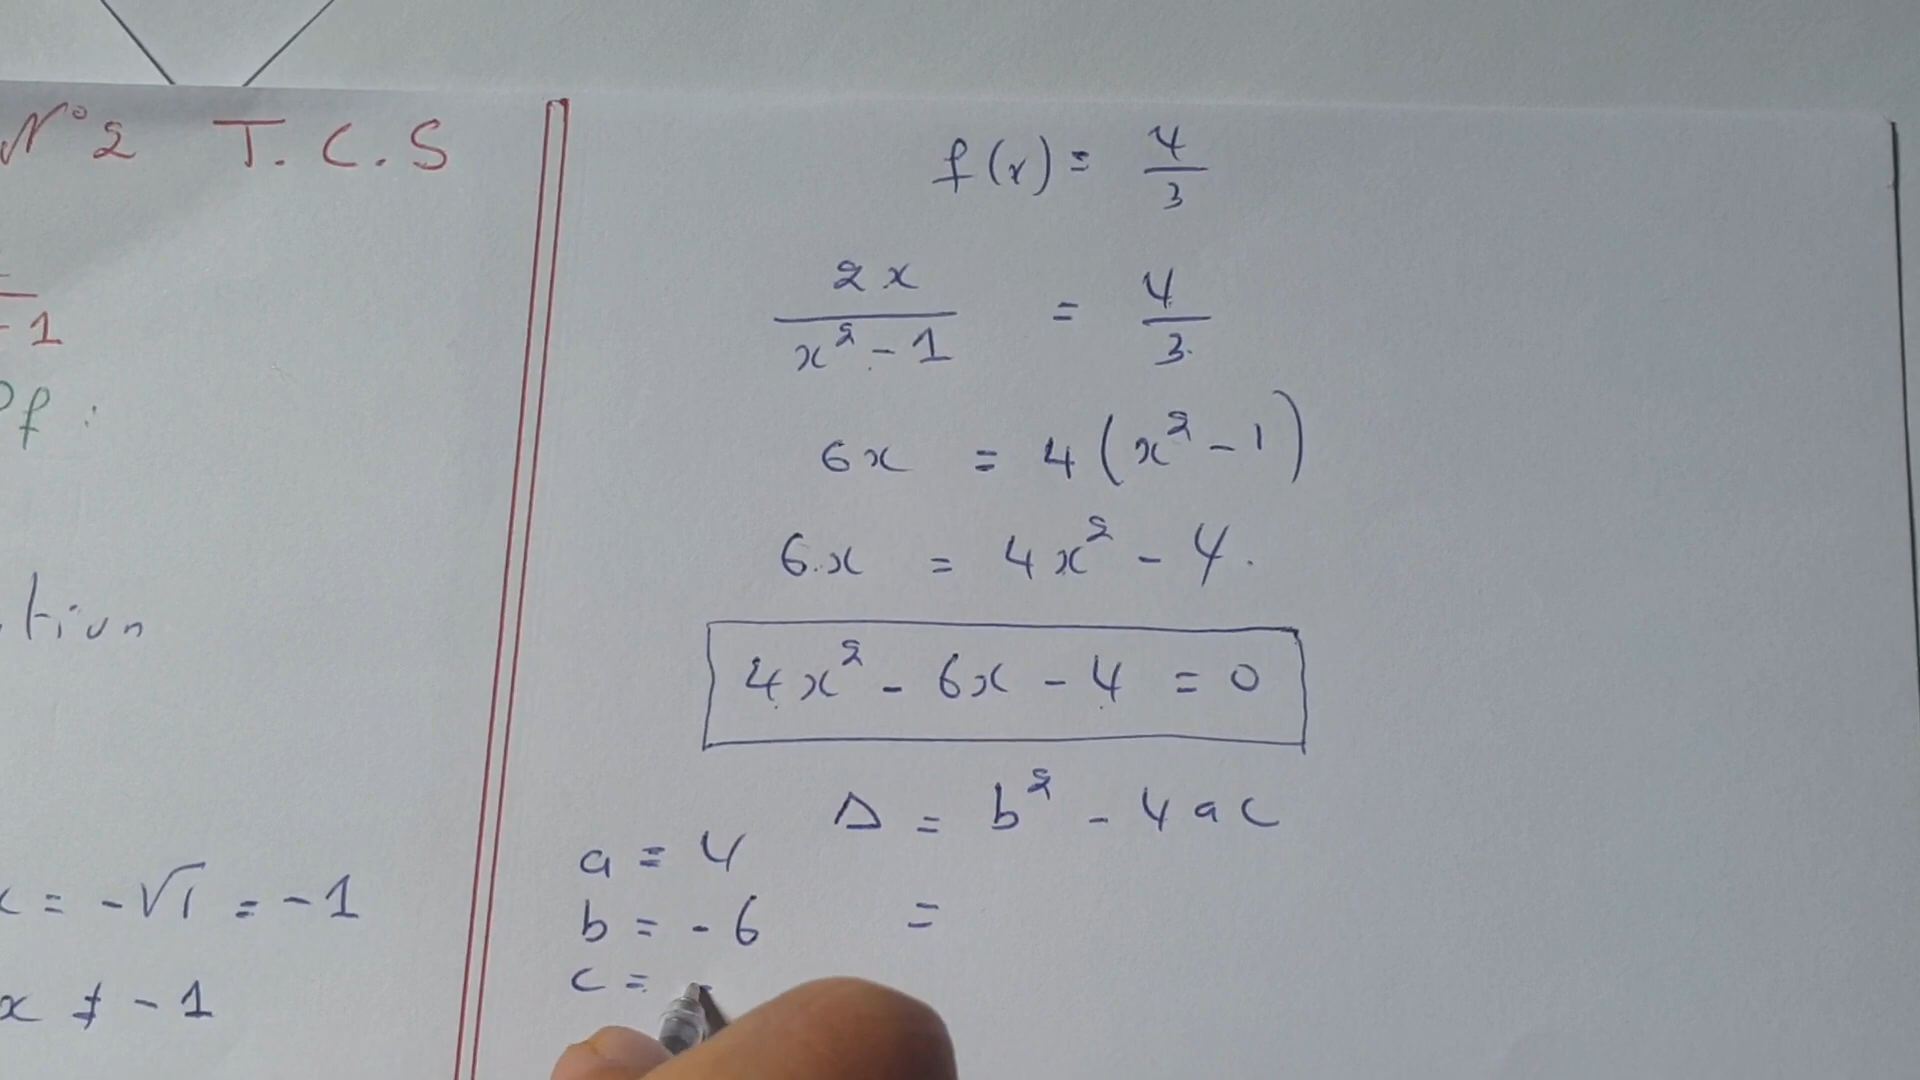 N°2 T.C.S
- 1
Df :
tion
x = -√1 = -1
x ≠ -1
f(x) = 4/3
2x / x² - 1 = 4/3
6x = 4(x² - 1)
6x = 4x² - 4.
4x² - 6x - 4 = 0
Δ = b² - 4ac
a = 4
b = -6 =
c = -